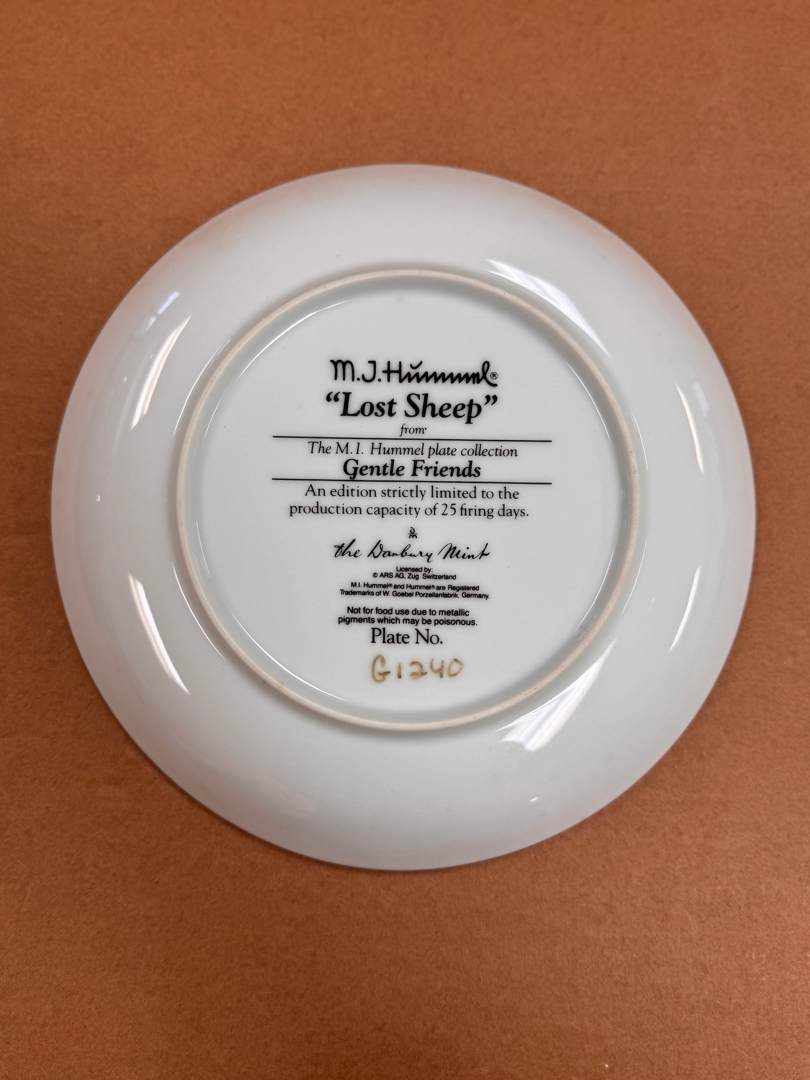 M.J.Hummel®
“Lost Sheep”
from
The M. I. Hummel plate collection
Gentle Friends
An edition strictly limited to the
production capacity of 25 firing days.
the Danbury Mint
Licensed by:
© ARS AG, Zug Switzerland
M.I. Hummel® and Hummel® are Registered
Trademarks of W. Goebel Porzellanfabrik, Germany.
Not for food use due to metallic
pigments which may be poisonous.
Plate No.
G1240